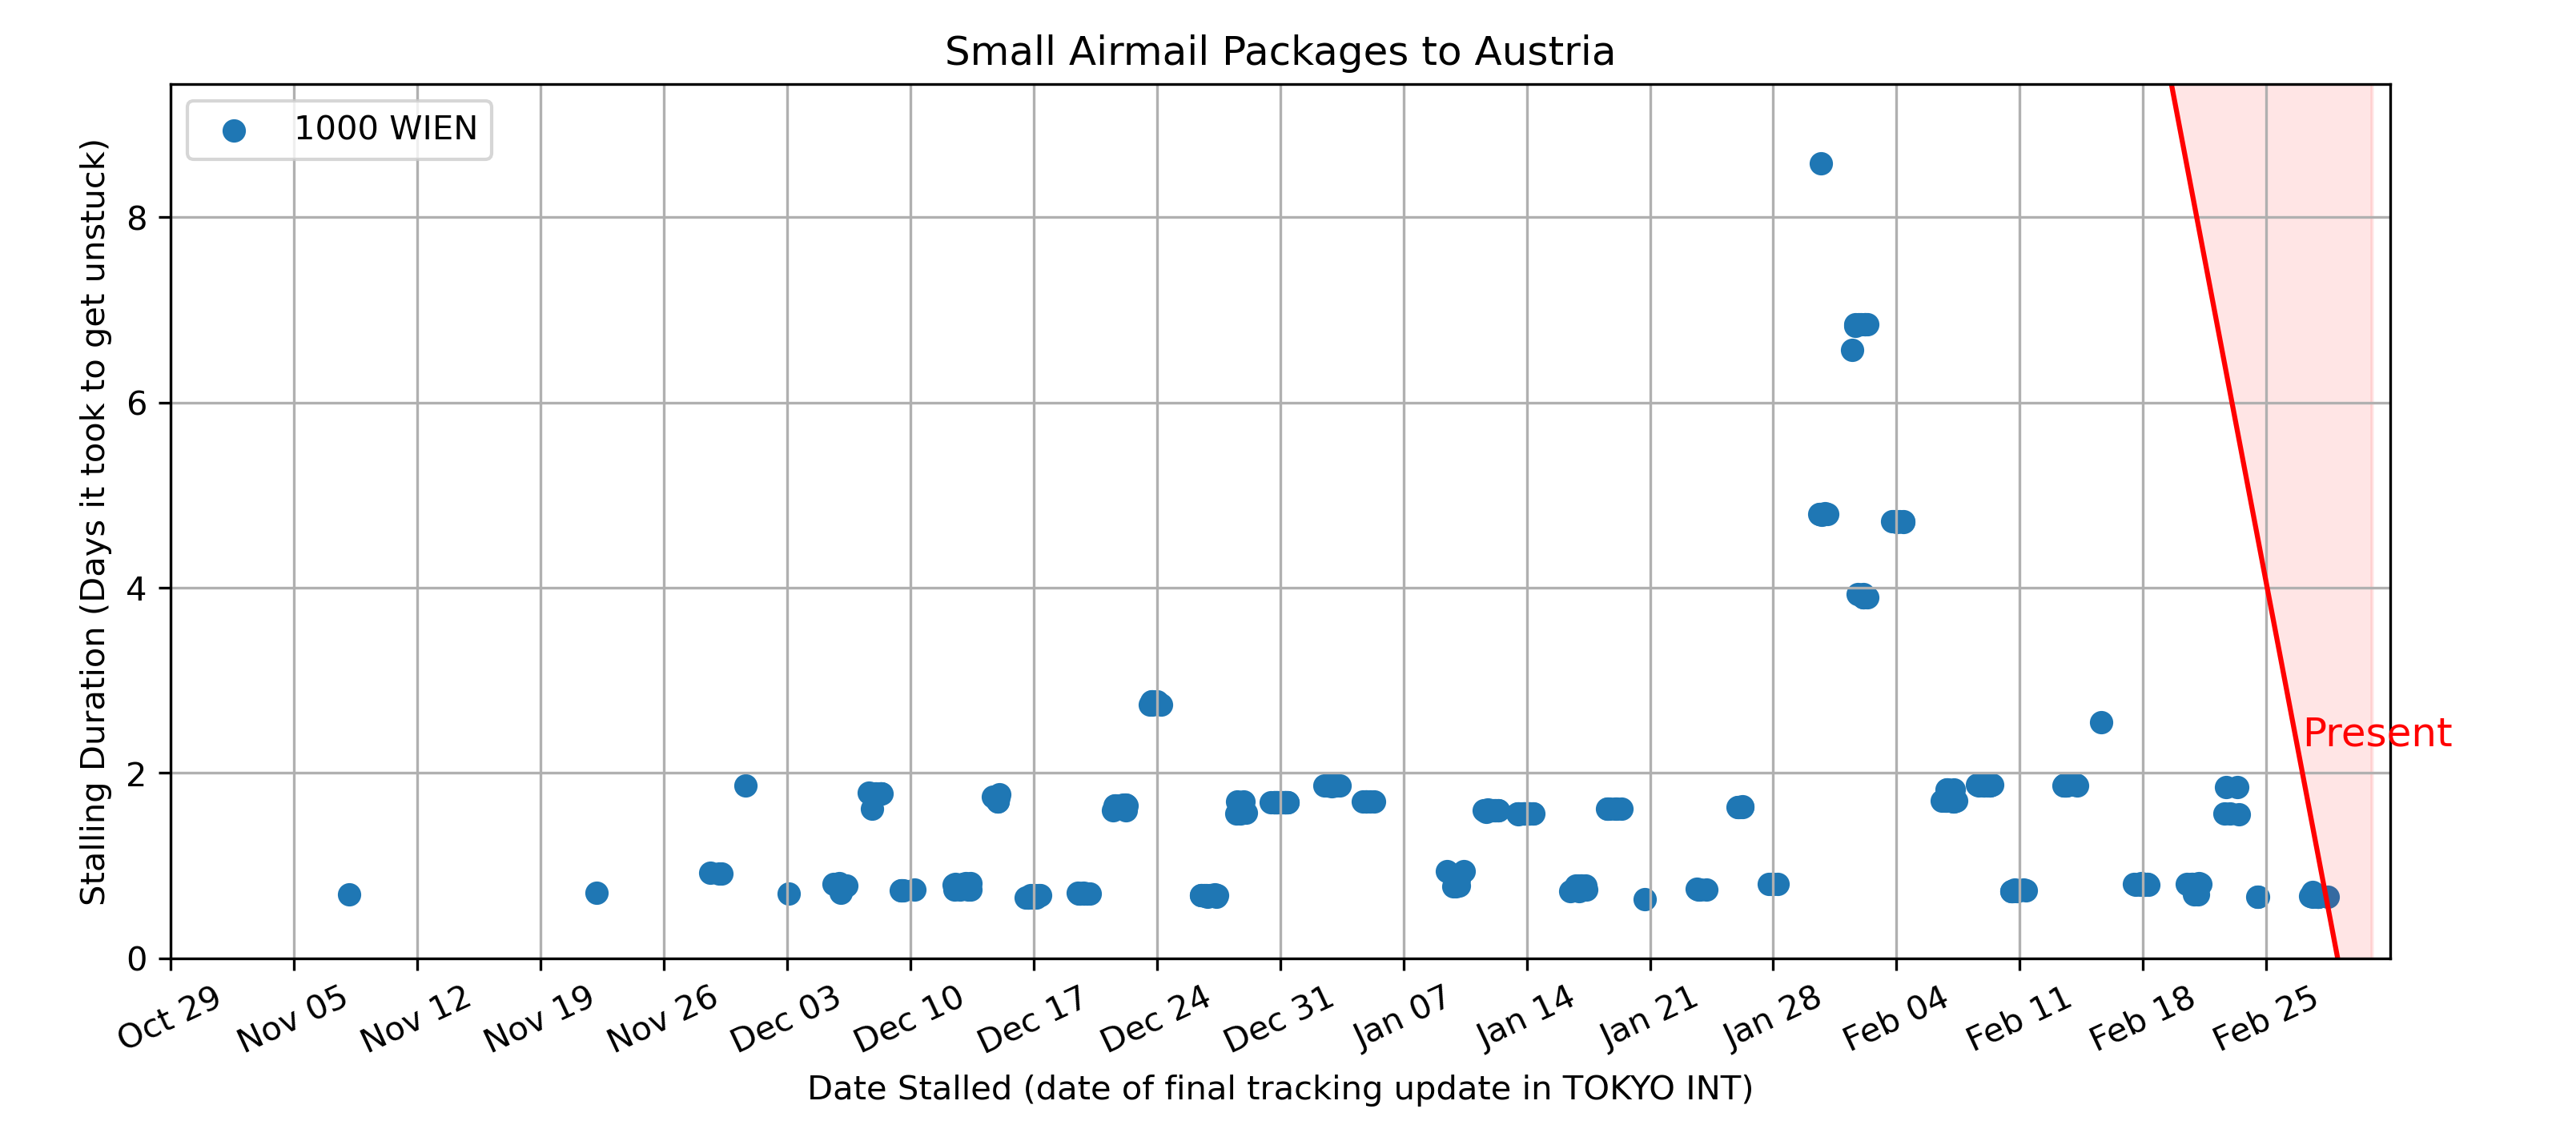 Small Airmail Packages to Austria
1000 WIEN
Stalling Duration (Days it took to get unstuck)
8
6
4
2
0
Present
Oct 29
Nov 05
Nov 12
Nov 19
Nov 26
Dec 03
Dec 10
Dec 17
Dec 24
Dec 31
Jan 07
Jan 14
Jan 21
Jan 28
Feb 04
Feb 11
Feb 18
Feb 25
Date Stalled (date of final tracking update in TOKYO INT)